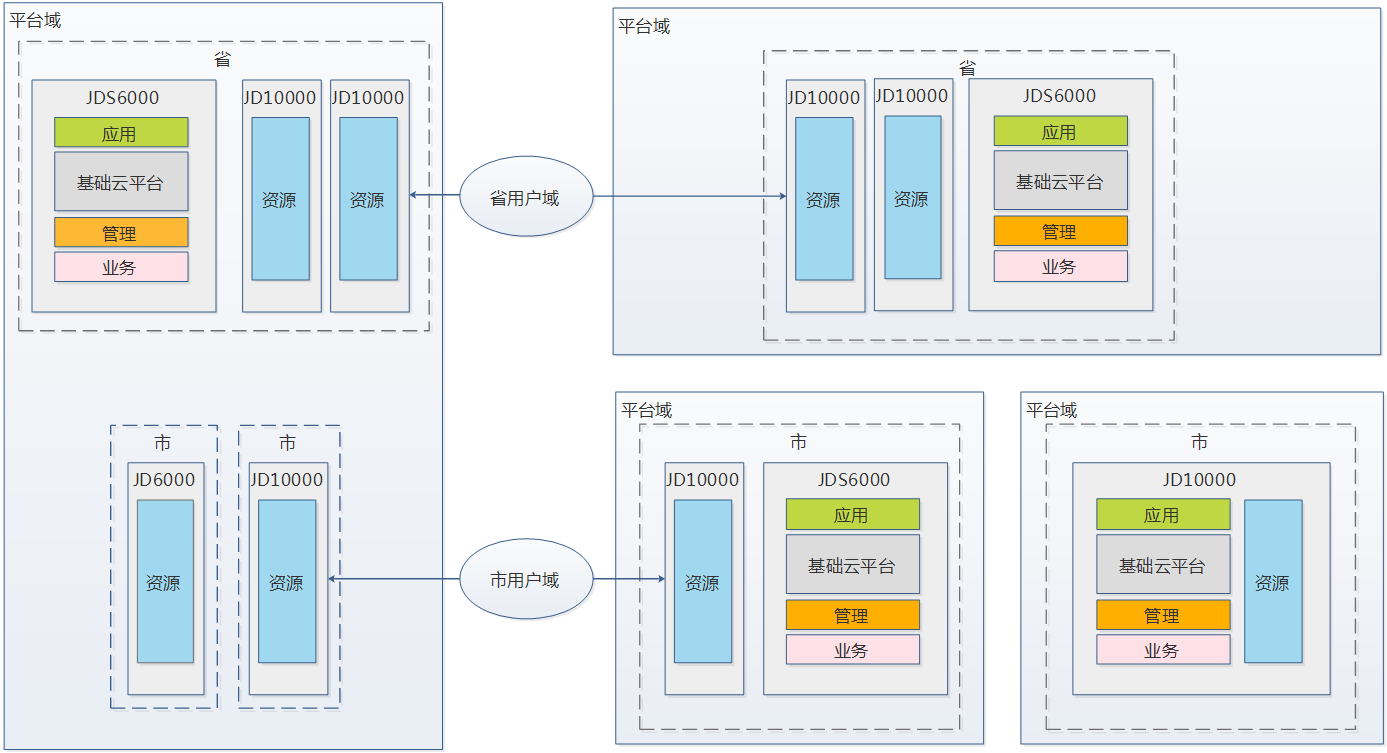 平台域
省
JDS6000
应用
基础云平台
管理
业务
JD10000
资源
JD10000
资源
市
JD6000
资源
市
JD10000
资源
省用户域
市用户域
平台域
省
JD10000
资源
JD10000
资源
JDS6000
应用
基础云平台
管理
业务
平台域
市
JD10000
资源
JDS6000
应用
基础云平台
管理
业务
平台域
市
JD10000
应用
基础云平台
管理
业务
资源